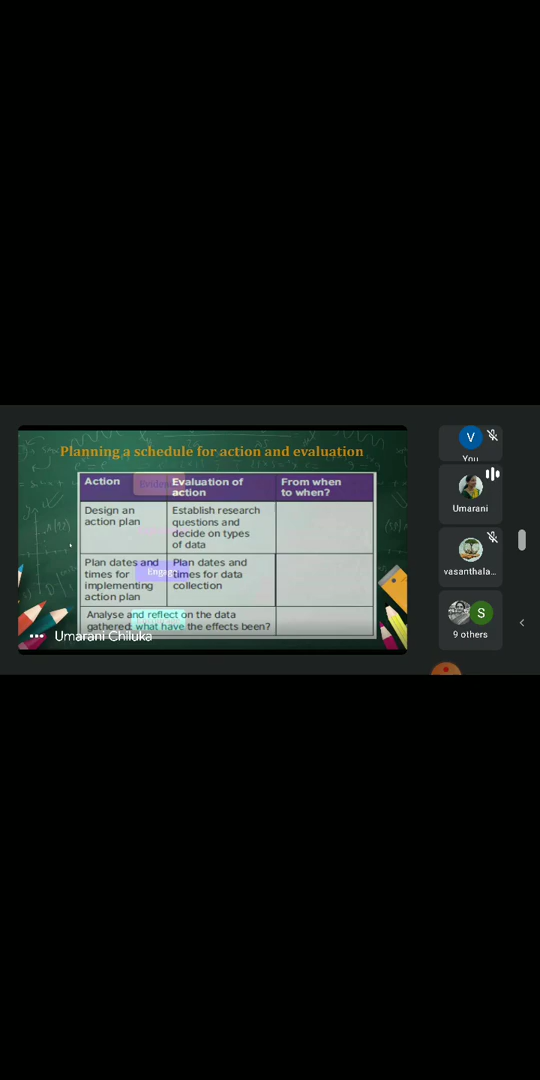 Planning a schedule for action and evaluation
Action
Evaluation of
action
From when
to when?
Design an
action plan
Establish research
questions and
decide on types
of data
Plan dates and
times for
implementing
action plan
Plan dates and
times for data
collection
Analyse and reflect on the data
gathered: what have the effects been?
Umarani Chiluka
V
You
Umarani
vasanthala...
S
9 others